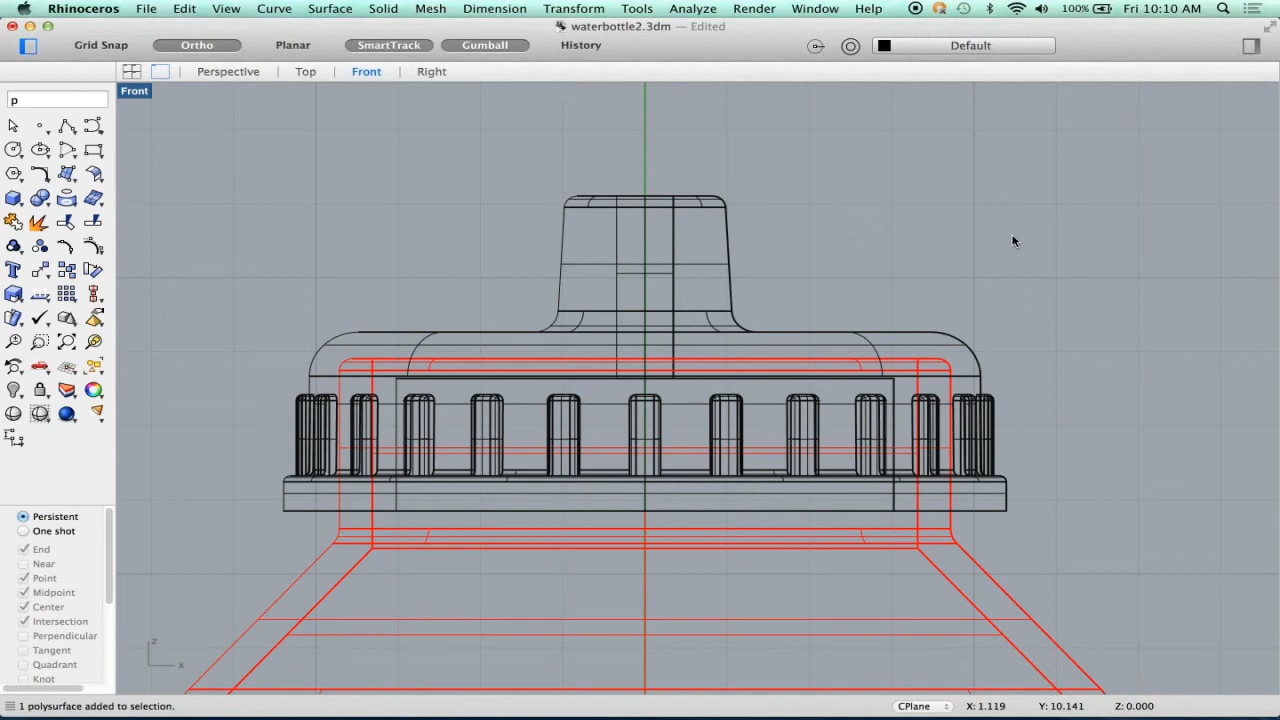 Rhinoceros File Edit View Curve Surface Solid Mesh Dimension Transform Tools Analyze Render Window Help 100% Fri 10:10 AM
waterbottle2.3dm — Edited
Grid Snap Ortho Planar SmartTrack Gumball History Default
Perspective Top Front Right
Front
p
Persistent
One shot
End
Near
Point
Midpoint
Center
Intersection
Perpendicular
Tangent
Quadrant
Knot
z
x
1 polysurface added to selection. CPlane X: 1.119 Y: 10.141 Z: 0.000